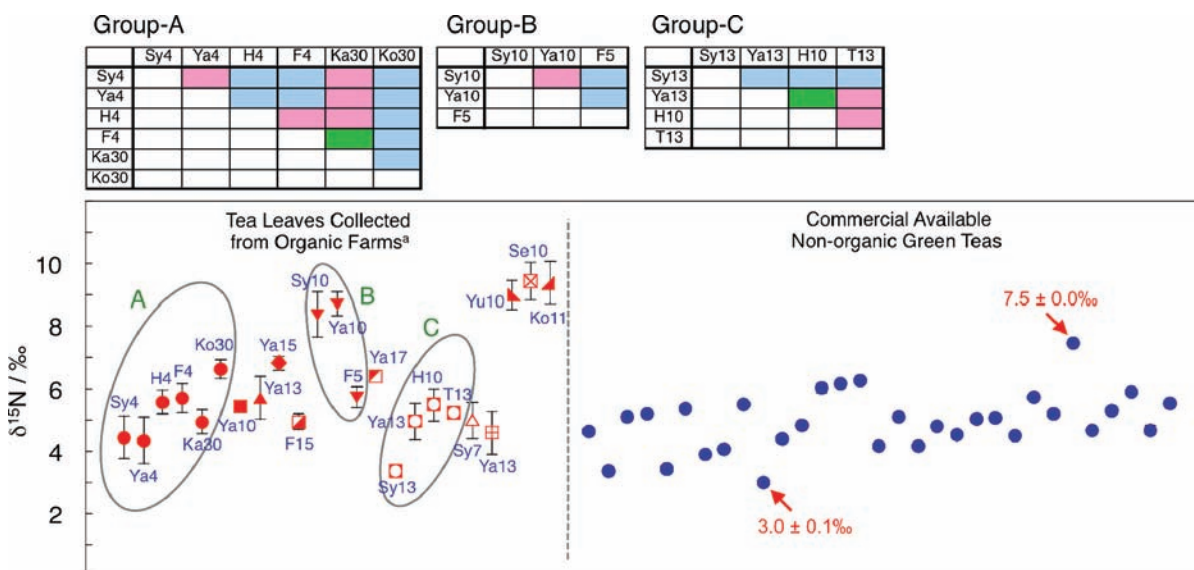 Group-A
Group-B
Group-C
Sy4 Ya4 H4 F4 Ka30 Ko30
Sy4
Ya4
H4
F4
Ka30
Ko30
Sy10 Ya10 F5
Sy10
Ya10
F5
Sy13 Ya13 H10 T13
Sy13
Ya13
H10
T13
Tea Leaves Collected
from Organic Farmsᵃ
Commercial Available
Non-organic Green Teas
δ¹⁵N / ‰
10
8
6
4
2
A
Sy4
Ya4
H4
F4
Ka30
Ko30
Ya10
Ya13
Ya15
F15
B
Sy10
Ya10
F5
Ya17
C
Sy13
Ya13
H10
T13
Sy7
Ya13
Yu10
Se10
Ko11
7.5 ± 0.0‰
3.0 ± 0.1‰